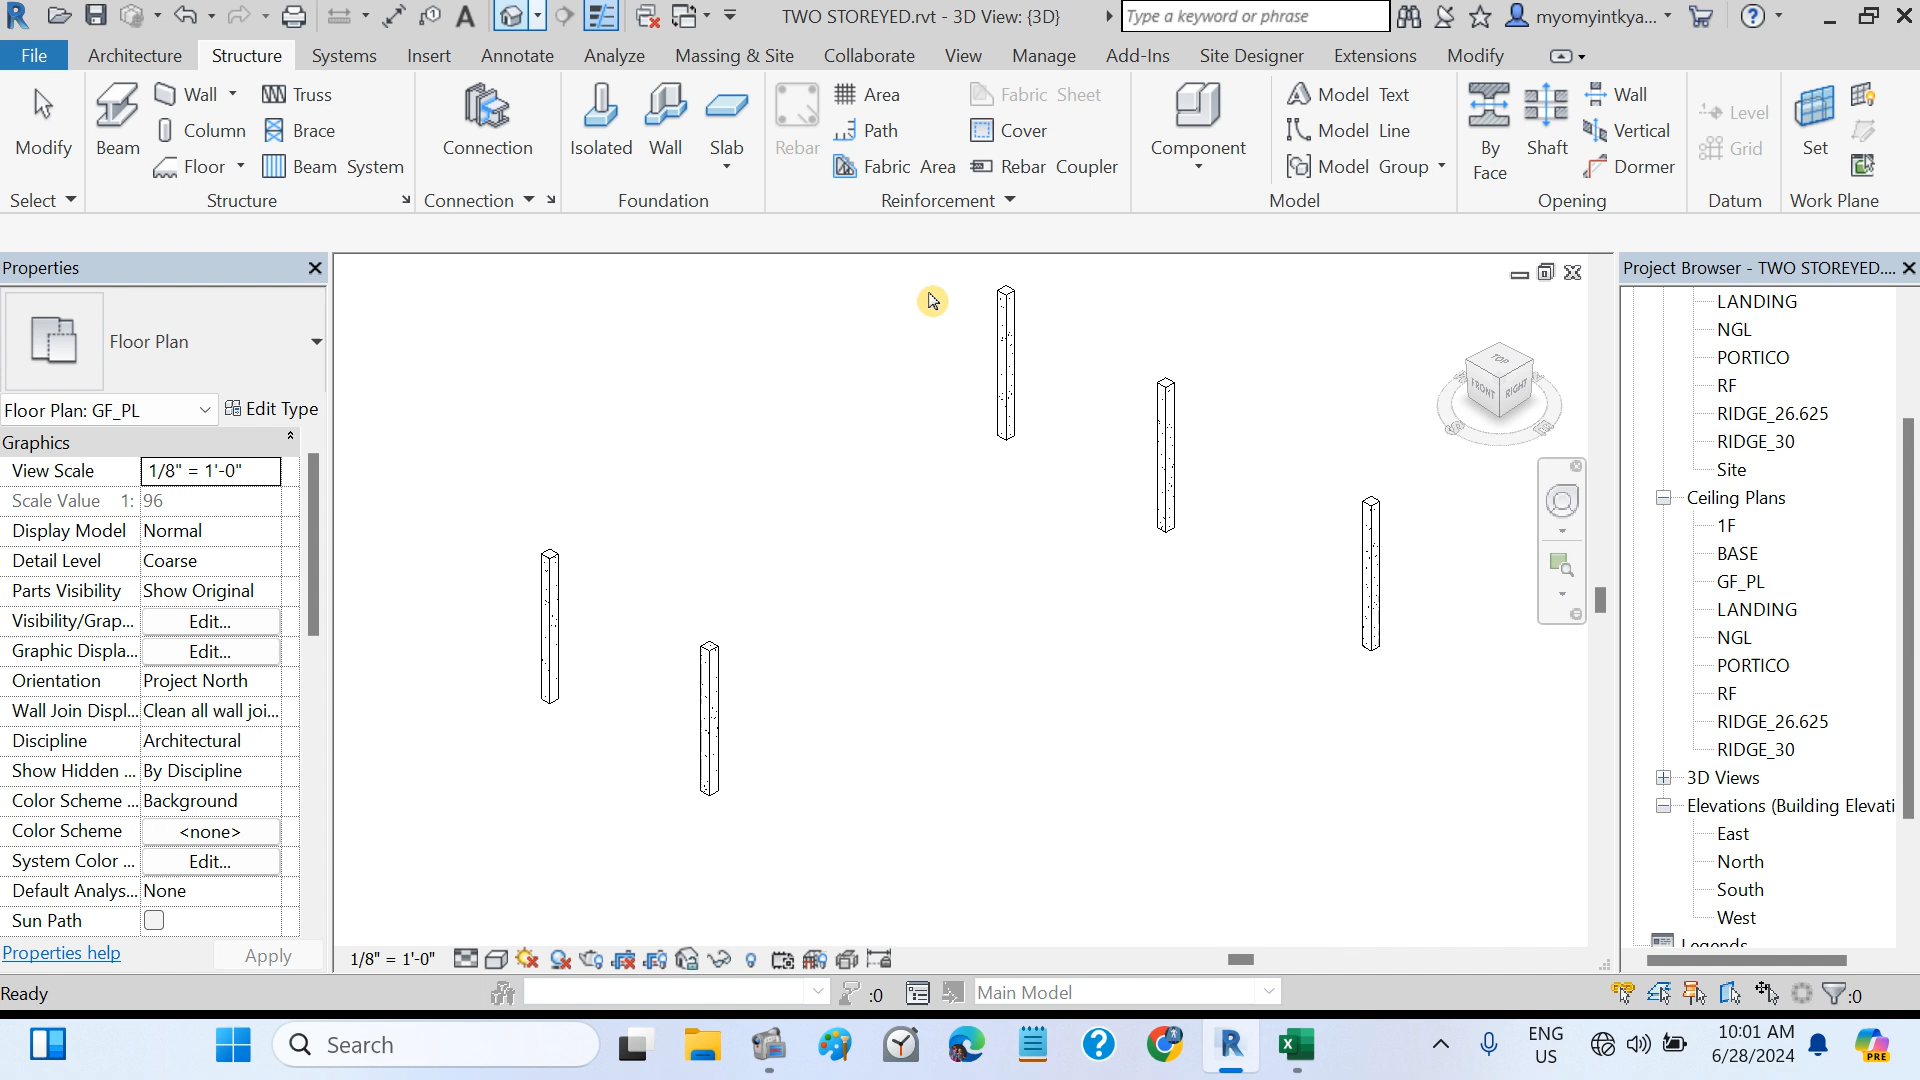 TWO STOREYED.rvt - 3D View: {3D}
Type a keyword or phrase
myomyintkya...
File Architecture Structure Systems Insert Annotate Analyze Massing & Site Collaborate View Manage Add-Ins Site Designer Extensions Modify
Modify
Beam
Wall
Column
Floor
Truss
Brace
Beam System
Connection
Isolated
Wall
Slab
Rebar
Area
Path
Fabric Area
Fabric Sheet
Cover
Rebar Coupler
Component
Model Text
Model Line
Model Group
By Face
Shaft
Wall
Vertical
Dormer
Level
Grid
Set
Select
Structure
Connection
Foundation
Reinforcement
Model
Opening
Datum
Work Plane
Properties
Floor Plan
Floor Plan: GF_PL
Edit Type
Graphics
View Scale 1/8" = 1'-0"
Scale Value 1: 96
Display Model Normal
Detail Level Coarse
Parts Visibility Show Original
Visibility/Grap... Edit...
Graphic Displa... Edit...
Orientation Project North
Wall Join Displ... Clean all wall joi...
Discipline Architectural
Show Hidden ... By Discipline
Color Scheme ... Background
Color Scheme <none>
System Color ... Edit...
Default Analys... None
Sun Path
Properties help
Apply
TOP
FRONT
RIGHT
1/8" = 1'-0"
Project Browser - TWO STOREYED....
LANDING
NGL
PORTICO
RF
RIDGE_26.625
RIDGE_30
Site
Ceiling Plans
1F
BASE
GF_PL
LANDING
NGL
PORTICO
RF
RIDGE_26.625
RIDGE_30
3D Views
Elevations (Building Elevati
East
North
South
West
Legends
Ready
:0
Main Model
:0
Search
ENG
US
10:01 AM
6/28/2024
PRE